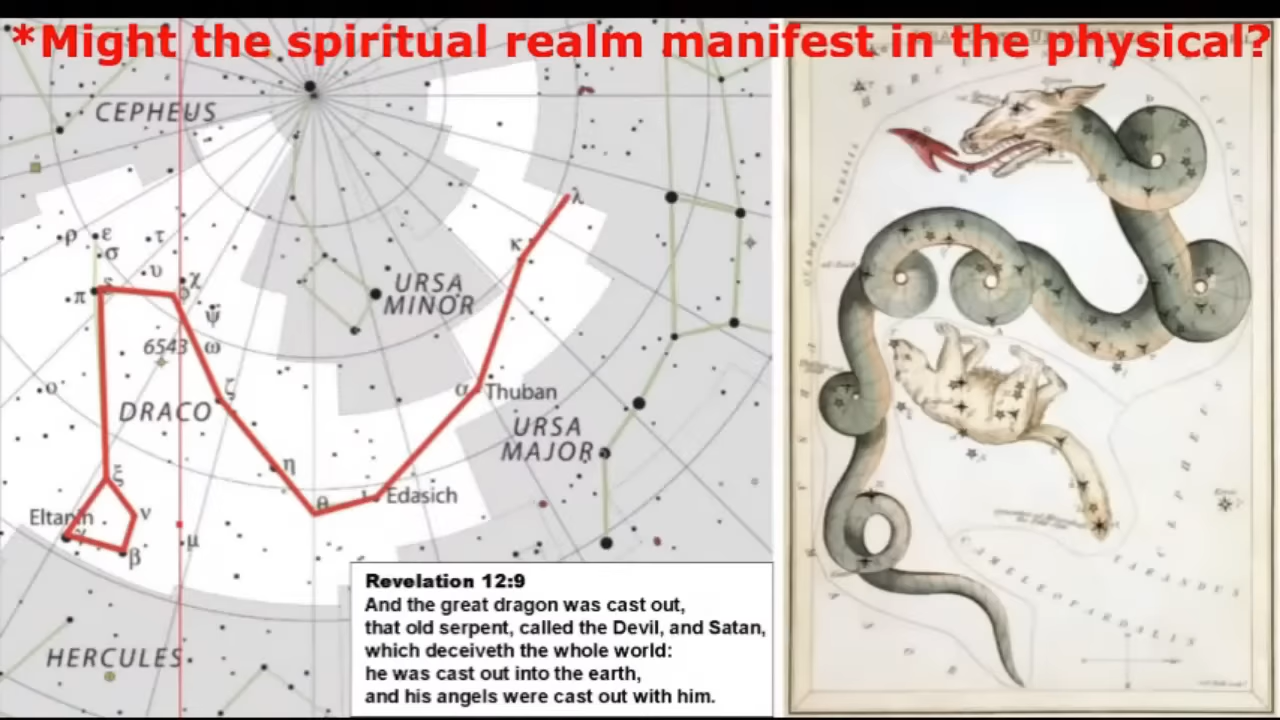 *Might the spiritual realm manifest in the physical?
CEPHEUS
λ
ρ ε τ
σ
κ
υ χ
π
URSA
MINOR
ψ
6543 ω
ο
ζ
α Thuban
DRACO
URSA
MAJOR
η
ξ
θ Edasich
Eltanin
ν
γ
β
μ
HERCULES
Revelation 12:9
And the great dragon was cast out,
that old serpent, called the Devil, and Satan,
which deceiveth the whole world:
he was cast out into the earth,
and his angels were cast out with him.
CAMELEOPARDALIS